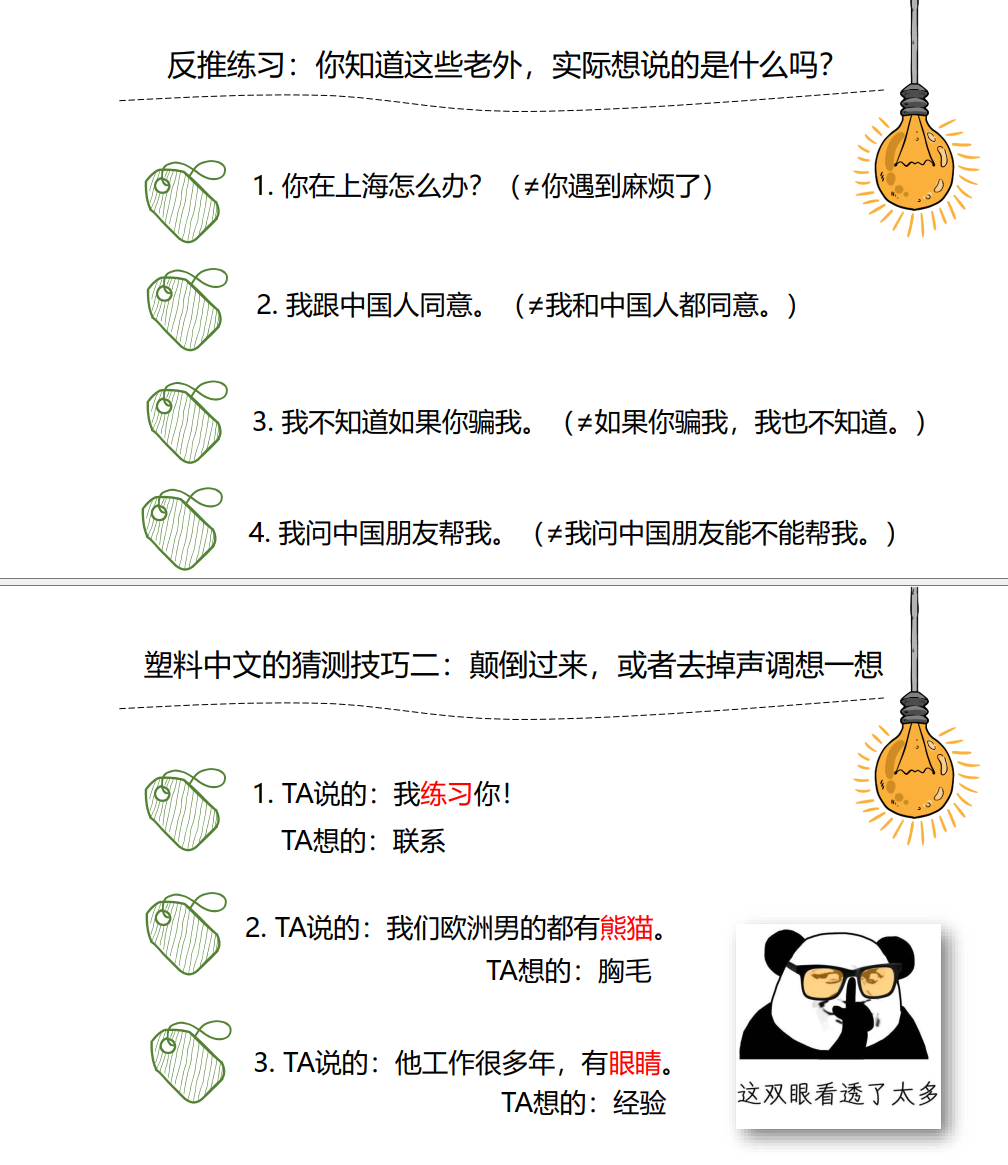 反推练习：你知道这些老外，实际想说的是什么吗？
1. 你在上海怎么办？（≠你遇到麻烦了）
2. 我跟中国人同意。（≠我和中国人都同意。）
3. 我不知道如果你骗我。（≠如果你骗我，我也不知道。）
4. 我问中国朋友帮我。（≠我问中国朋友能不能帮我。）
塑料中文的猜测技巧二：颠倒过来，或者去掉声调想一想
1. TA说的：我练习你！
TA想的：联系
2. TA说的：我们欧洲男的都有熊猫。
TA想的：胸毛
3. TA说的：他工作很多年，有眼睛。
TA想的：经验
这双眼看透了太多